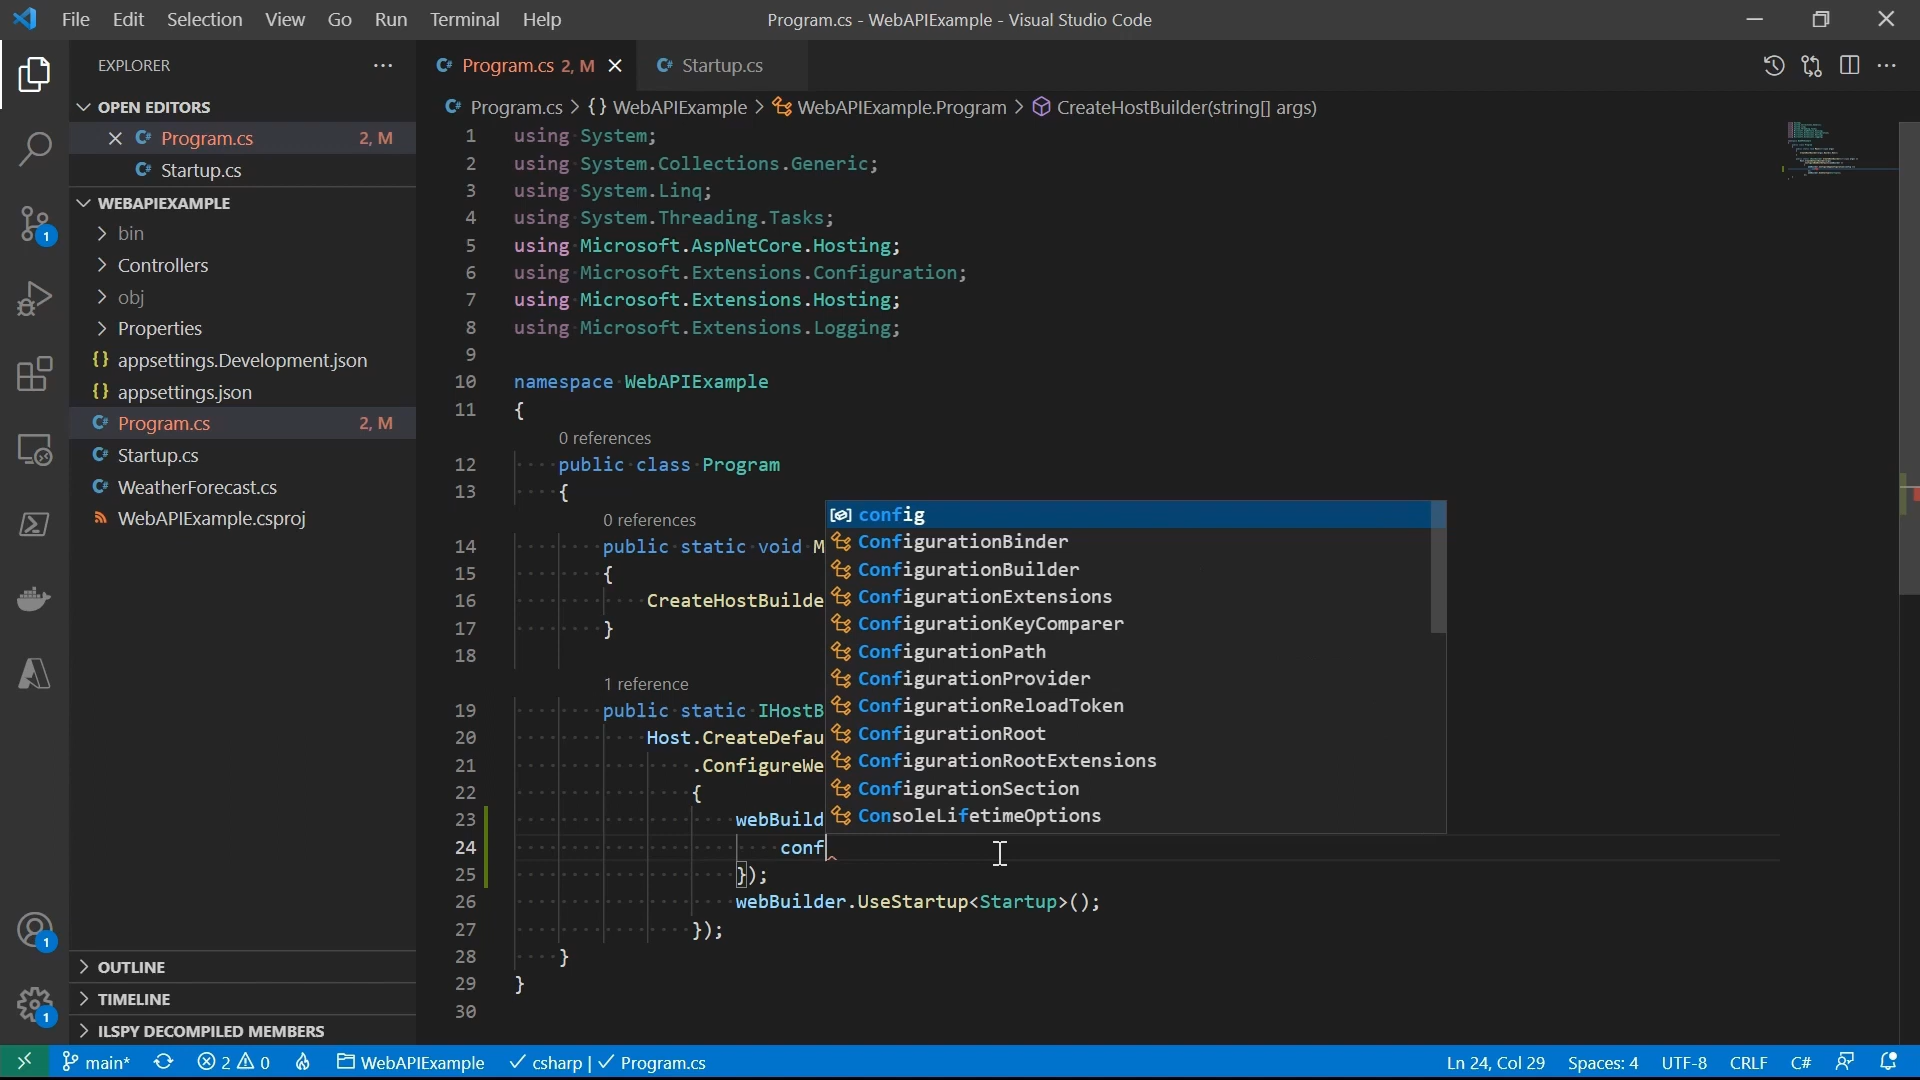 File Edit Selection View Go Run Terminal Help
Program.cs - WebAPIExample - Visual Studio Code
EXPLORER
OPEN EDITORS
Program.cs 2, M
Startup.cs
WEBAPIEXAMPLE
bin
Controllers
obj
Properties
appsettings.Development.json
appsettings.json
Program.cs 2, M
Startup.cs
WeatherForecast.cs
WebAPIExample.csproj
OUTLINE
TIMELINE
ILSPY DECOMPILED MEMBERS
Program.cs 2, M
Startup.cs
Program.cs > {} WebAPIExample > WebAPIExample.Program > CreateHostBuilder(string[] args)
1 using System;
2 using System.Collections.Generic;
3 using System.Linq;
4 using System.Threading.Tasks;
5 using Microsoft.AspNetCore.Hosting;
6 using Microsoft.Extensions.Configuration;
7 using Microsoft.Extensions.Hosting;
8 using Microsoft.Extensions.Logging;
9
10 namespace WebAPIExample
11 {
0 references
12 public class Program
13 {
0 references
14 public static void M
15 {
16 CreateHostBuilde
17 }
18
1 reference
19 public static IHostB
20 Host.CreateDefau
21 .ConfigureWe
22 {
23 webBuild
24 conf
25 });
26 webBuilder.UseStartup<Startup>();
27 });
28 }
29 }
30
config
ConfigurationBinder
ConfigurationBuilder
ConfigurationExtensions
ConfigurationKeyComparer
ConfigurationPath
ConfigurationProvider
ConfigurationReloadToken
ConfigurationRoot
ConfigurationRootExtensions
ConfigurationSection
ConsoleLifetimeOptions
1
1
1
main* 2 0 WebAPIExample csharp | Program.cs
Ln 24, Col 29 Spaces: 4 UTF-8 CRLF C#